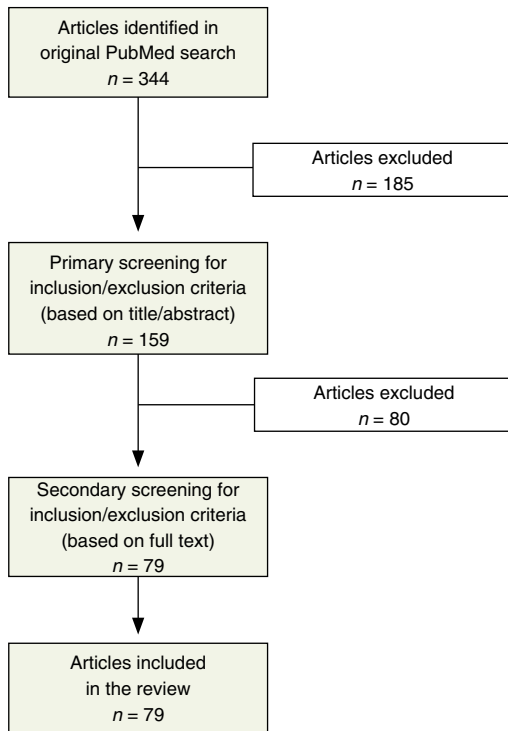 Articles identified in
original PubMed search
n = 344
Articles excluded
n = 185
Primary screening for
inclusion/exclusion criteria
(based on title/abstract)
n = 159
Articles excluded
n = 80
Secondary screening for
inclusion/exclusion criteria
(based on full text)
n = 79
Articles included
in the review
n = 79